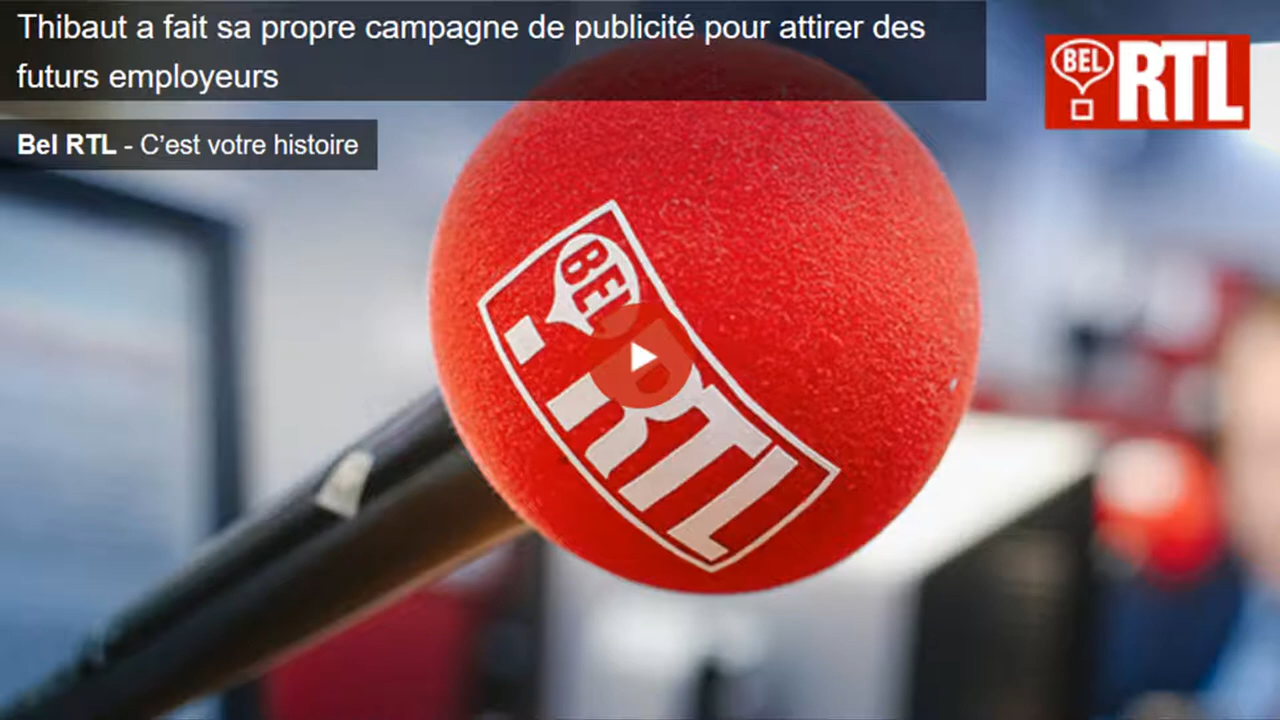 Thibaut a fait sa propre campagne de publicité pour attirer des
futurs employeurs
BEL
RTL
Bel RTL - C’est votre histoire
BEL
RTL